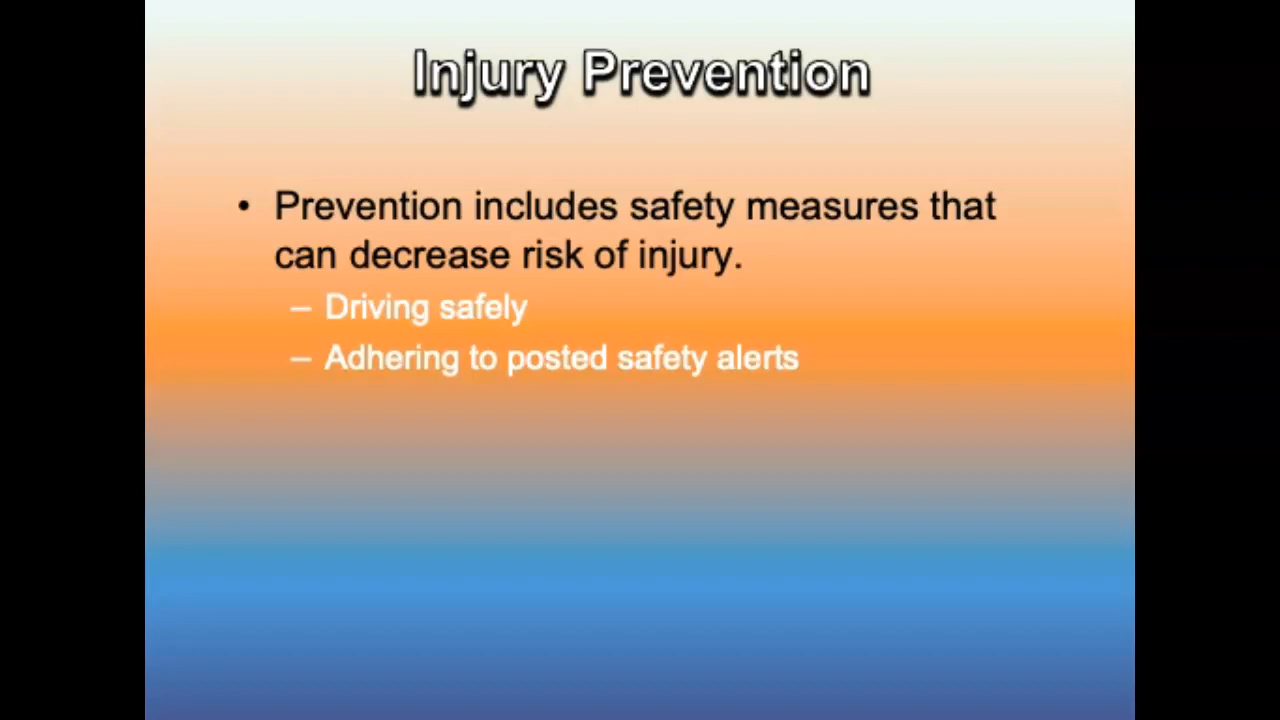 Injury Prevention
• Prevention includes safety measures that
can decrease risk of injury.
– Driving safely
– Adhering to posted safety alerts